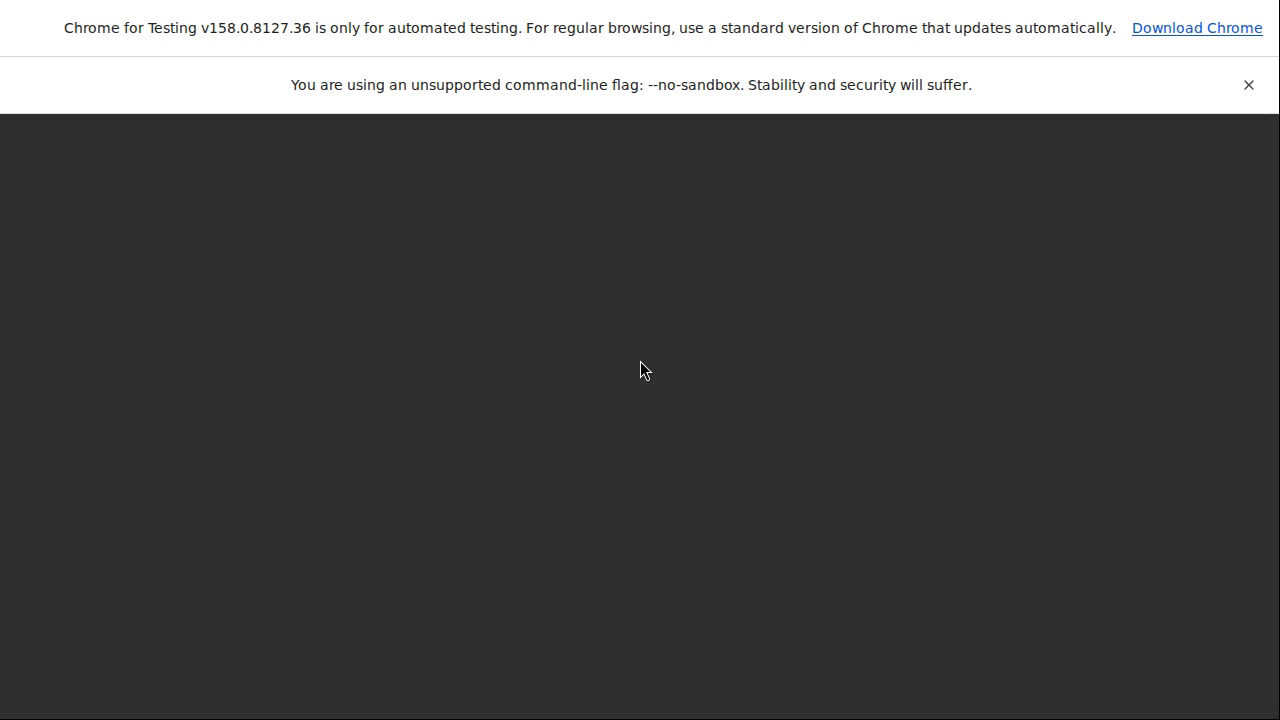 Chrome for Testing v158.0.8127.36 is only for automated testing. For regular browsing, use a standard version of Chrome that updates automatically. Download Chrome
You are using an unsupported command-line flag: --no-sandbox. Stability and security will suffer.